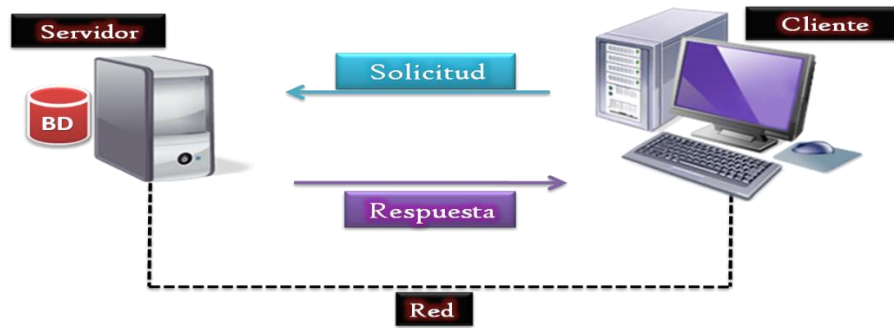 Servidor
Cliente
Solicitud
BD
Respuesta
Red